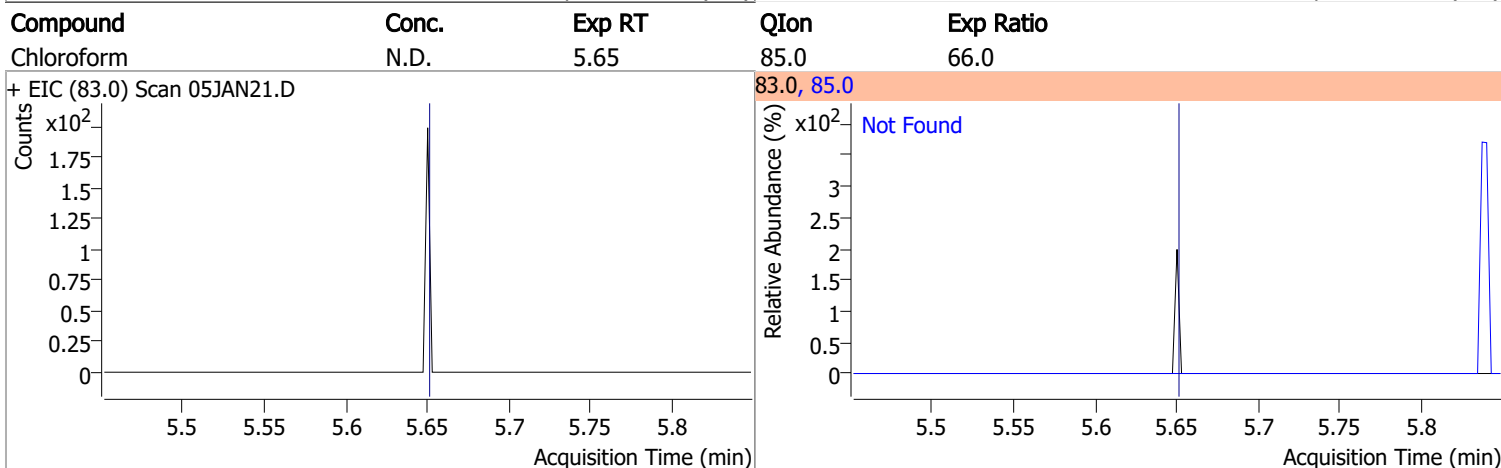 Compound Conc. Exp RT QIon Exp Ratio
Chloroform N.D. 5.65 85.0 66.0
+ EIC (83.0) Scan 05JAN21.D
Counts
x10²
1.75
1.5
1.25
1
0.75
0.5
0.25
0
5.5 5.55 5.6 5.65 5.7 5.75 5.8
Acquisition Time (min)
83.0, 85.0
Relative Abundance (%)
x10²
Not Found
3
2.5
2
1.5
1
0.5
0
5.5 5.55 5.6 5.65 5.7 5.75 5.8
Acquisition Time (min)